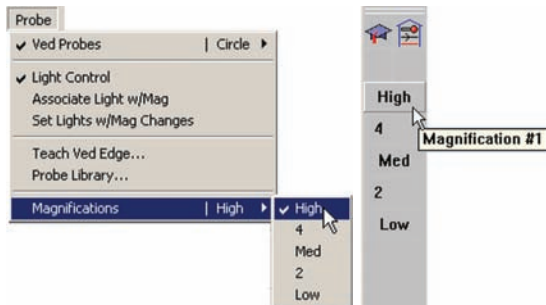 Probe
Ved Probes | Circle
Light Control
Associate Light w/Mag
Set Lights w/Mag Changes
Teach Ved Edge...
Probe Library...
Magnifications | High
High
4
Med
2
Low
High
Magnification #1
4
Med
2
Low